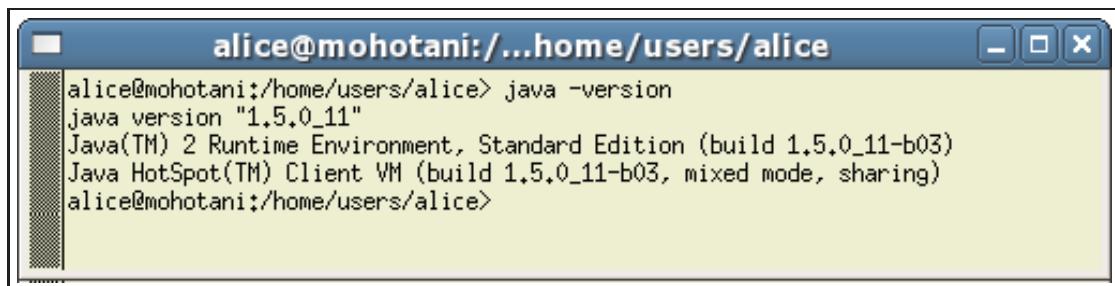 alice@mohotani:/...home/users/alice
alice@mohotani:/home/users/alice> java -version
java version "1.5.0_11"
Java(TM) 2 Runtime Environment, Standard Edition (build 1.5.0_11-b03)
Java HotSpot(TM) Client VM (build 1.5.0_11-b03, mixed mode, sharing)
alice@mohotani:/home/users/alice>